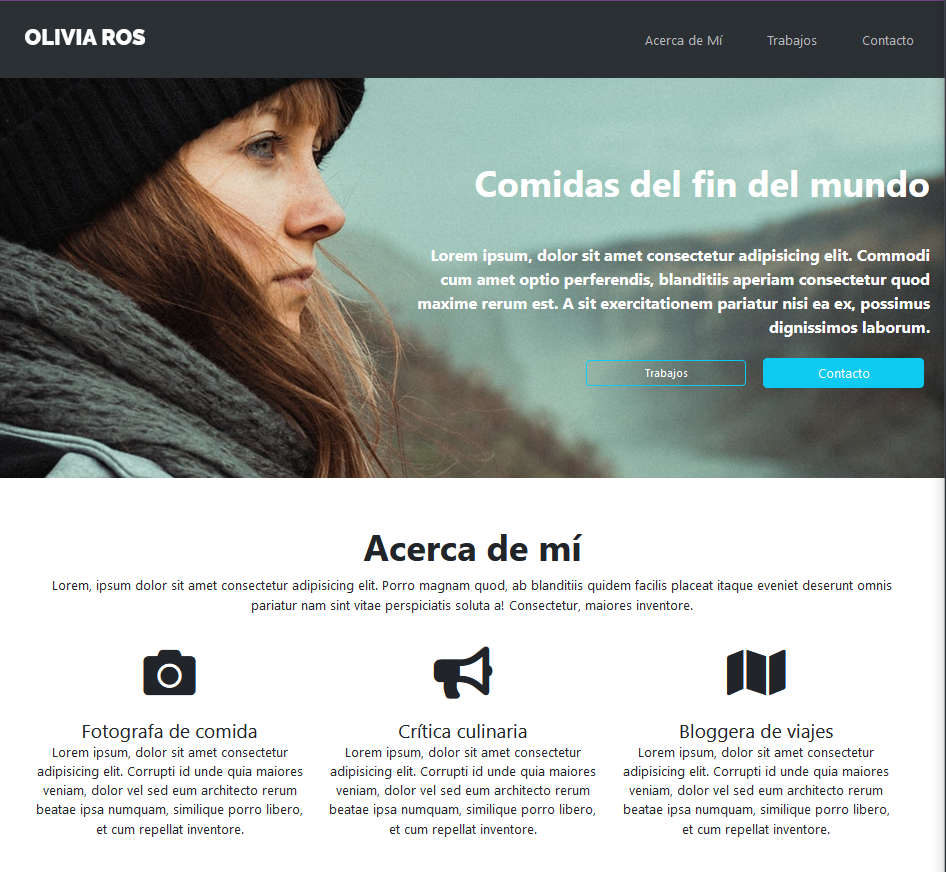 OLIVIA ROS
Acerca de Mí
Trabajos
Contacto
Comidas del fin del mundo
Lorem ipsum, dolor sit amet consectetur adipisicing elit. Commodi
cum amet optio perferendis, blanditiis aperiam consectetur quod
maxime rerum est. A sit exercitationem pariatur nisi ea ex, possimus
dignissimos laborum.
Trabajos
Contacto
Acerca de mí
Lorem, ipsum dolor sit amet consectetur adipisicing elit. Porro magnam quod, ab blanditiis quidem facilis placeat itaque eveniet deserunt omnis
pariatur nam sint vitae perspiciatis soluta a! Consectetur, maiores inventore.
Fotografa de comida
Lorem ipsum, dolor sit amet consectetur
adipisicing elit. Corrupti id unde quia maiores
veniam, dolor vel sed eum architecto rerum
beatae ipsa numquam, similique porro libero,
et cum repellat inventore.
Crítica culinaria
Lorem ipsum, dolor sit amet consectetur
adipisicing elit. Corrupti id unde quia maiores
veniam, dolor vel sed eum architecto rerum
beatae ipsa numquam, similique porro libero,
et cum repellat inventore.
Bloggera de viajes
Lorem ipsum, dolor sit amet consectetur
adipisicing elit. Corrupti id unde quia maiores
veniam, dolor vel sed eum architecto rerum
beatae ipsa numquam, similique porro libero,
et cum repellat inventore.